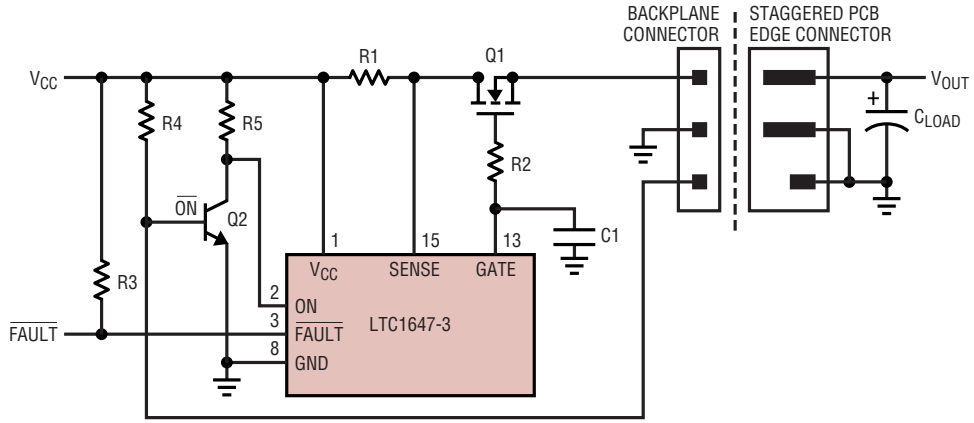 BACKPLANE
CONNECTOR
STAGGERED PCB
EDGE CONNECTOR
R1
Q1
VCC
VOUT
+
CLOAD
R4
R5
R2
ON
Q2
C1
R3
1
15
13
VCC
SENSE
GATE
2
ON
LTC1647-3
3
FAULT
FAULT
8
GND